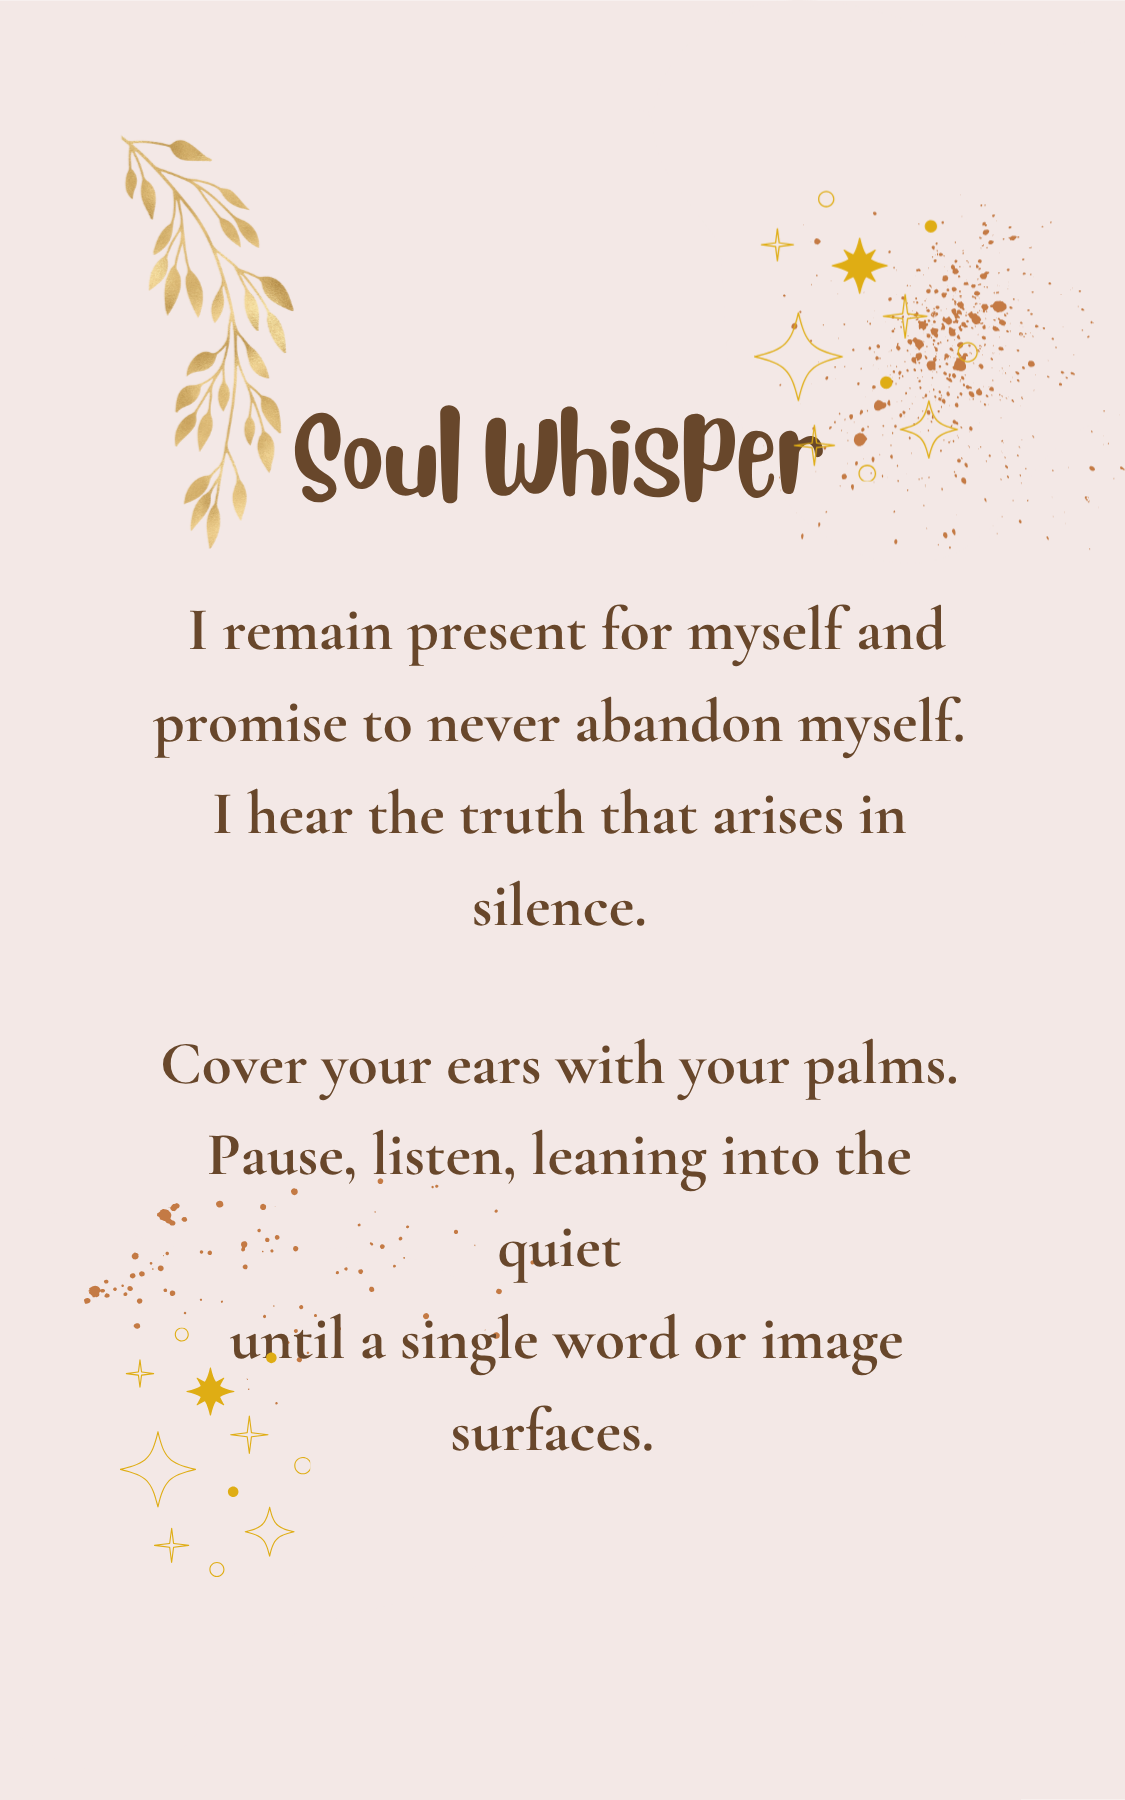 Soul Whisper
I remain present for myself and
promise to never abandon myself.
I hear the truth that arises in
silence.
Cover your ears with your palms.
Pause, listen, leaning into the
quiet
until a single word or image
surfaces.